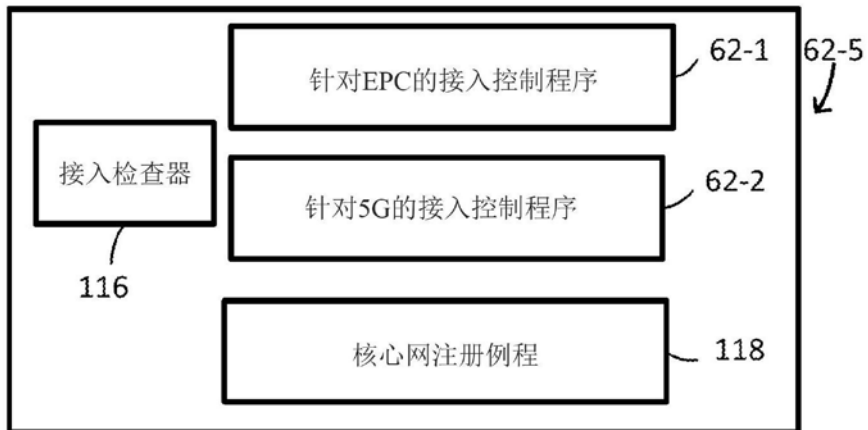 针对EPC的接入控制程序
62-1
62-5
接入检查器
116
针对5G的接入控制程序
62-2
核心网注册例程
118